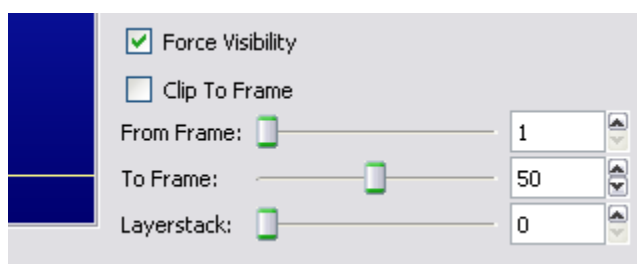 Force Visibility
Clip To Frame
From Frame: 1
To Frame: 50
Layerstack: 0